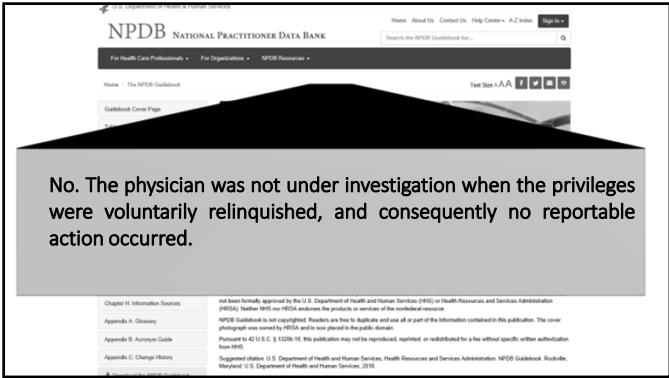 U.S. Department of Health & Human Services
Home About Us Contact Us Help Center A-Z Index Sign In
NPDB NATIONAL PRACTITIONER DATA BANK
Search the NPDB Guidebook for...
For Health Care Professionals For Organizations NPDB Resources
Home / The NPDB Guidebook
Text Size A A A
Guidebook Cover Page
No. The physician was not under investigation when the privileges
were voluntarily relinquished, and consequently no reportable
action occurred.
Chapter H: Information Sources
Appendix A: Glossary
Appendix B: Acronym Guide
Appendix C: Change History
Download the NPDB Guidebook
not been formally approved by the U.S. Department of Health and Human Services (HHS) or Health Resources and Services Administration
(HRSA). Neither HHS nor HRSA endorses the products or services of the nonfederal resource.
NPDB Guidebook is not copyrighted. Readers are free to duplicate and use all or part of the information contained in this publication. The cover
photograph was owned by HRSA and is now placed in the public domain.
Pursuant to 42 U.S.C. § 1320b-10, this publication may not be reproduced, reprinted, or redistributed for a fee without specific written authorization
from HHS.
Suggested citation: U.S. Department of Health and Human Services, Health Resources and Services Administration. NPDB Guidebook. Rockville,
Maryland: U.S. Department of Health and Human Services, 2018.